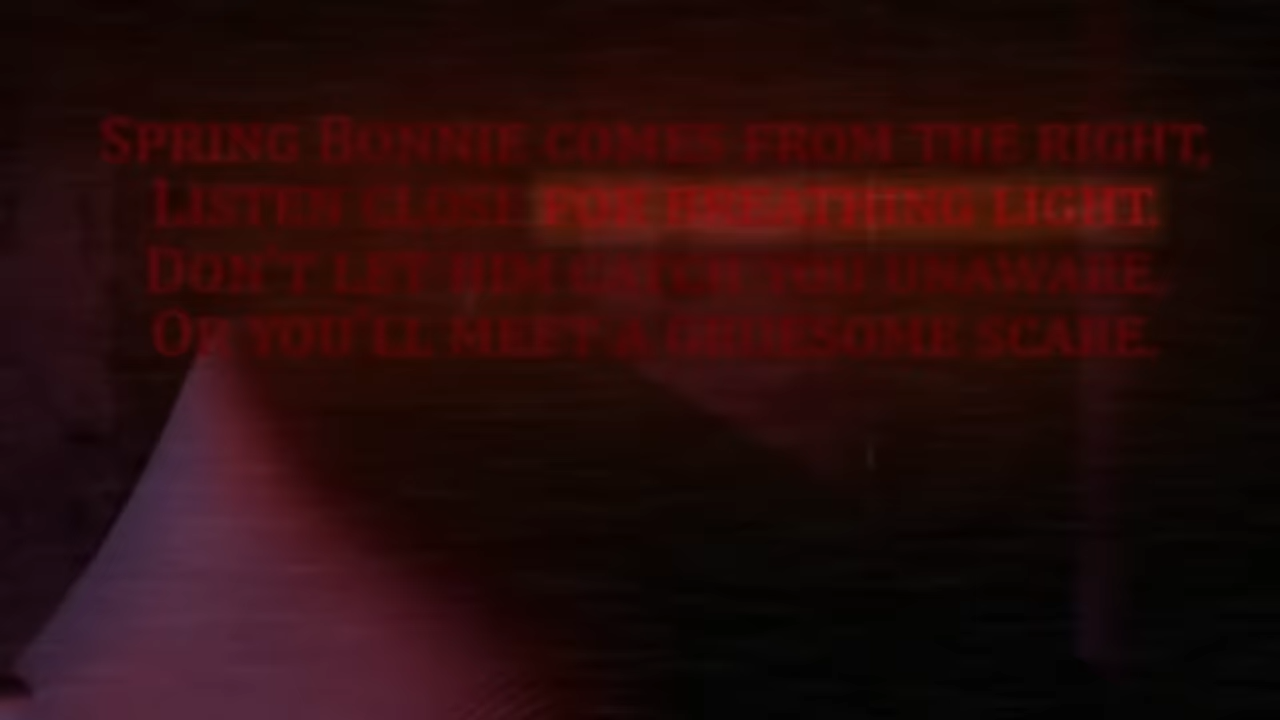 Spring Bonnie comes from the right,
Listen close for breathing light.
Don't let him catch you unaware,
Or you'll meet a gruesome scare.